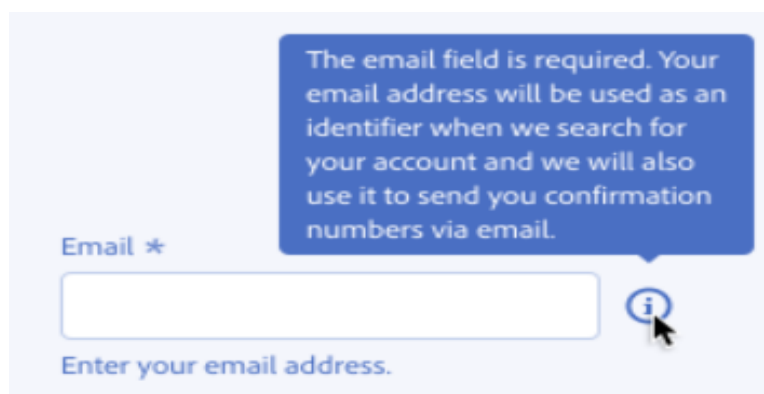 The email field is required. Your
email address will be used as an
identifier when we search for
your account and we will also
use it to send you confirmation
numbers via email.
Email *
Enter your email address.